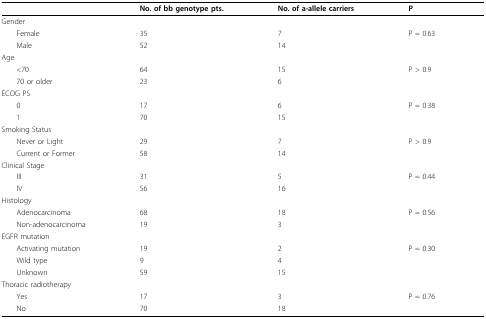 No. of bb genotype pts. No. of a-allele carriers P
Gender
Female 35 7 P = 0.63
Male 52 14
Age
<70 64 15 P > 0.9
70 or older 23 6
ECOG PS
0 17 6 P = 0.38
1 70 15
Smoking Status
Never or Light 29 7 P > 0.9
Current or Former 58 14
Clinical Stage
III 31 5 P = 0.44
IV 56 16
Histology
Adenocarcinoma 68 18 P = 0.56
Non-adenocarcinoma 19 3
EGFR mutation
Activating mutation 19 2 P = 0.30
Wild type 9 4
Unknown 59 15
Thoracic radiotherapy
Yes 17 3 P = 0.76
No 70 18